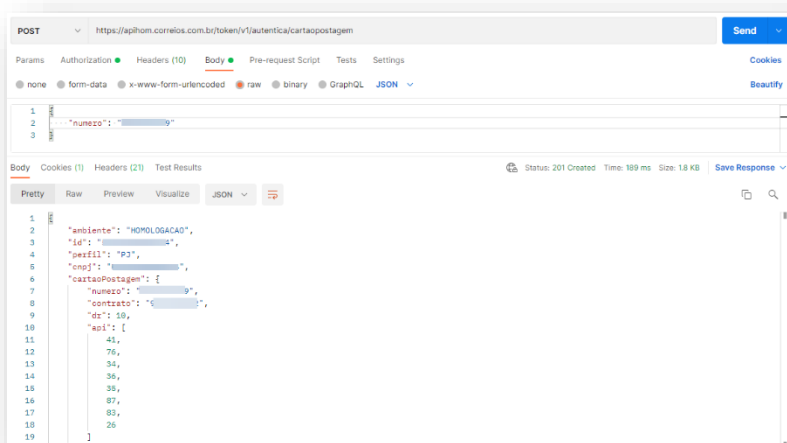 POST https://apihom.correios.com.br/token/v1/autentica/cartaopostagem Send
Params Authorization Headers (10) Body Pre-request Script Tests Settings Cookies
none form-data x-www-form-urlencoded raw binary GraphQL JSON Beautify
1 {
2 "numero": " 9"
3 }
Body Cookies (1) Headers (21) Test Results Status: 201 Created Time: 189 ms Size: 1.8 KB Save Response
Pretty Raw Preview Visualize JSON
1 {
2 "ambiente": "HOMOLOGACAO",
3 "id": " 4",
4 "perfil": "PJ",
5 "cnpj": " ",
6 "cartaoPostagem": {
7 "numero": " 9",
8 "contrato": "9 ",
9 "dr": 10,
10 "api": [
11 41,
12 76,
13 34,
14 36,
15 35,
16 87,
17 83,
18 26
19 ]